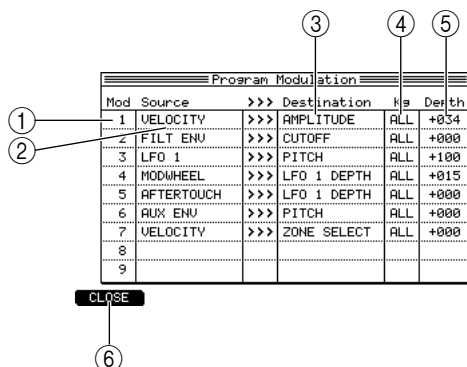 ③ ④ ⑤
Program Modulation
Mod Source >>> Destination Kg Depth
① 1 VELOCITY >>> AMPLITUDE ALL +034
② 2 FILT ENV >>> CUTOFF ALL +000
3 LFO 1 >>> PITCH ALL +100
4 MODWHEEL >>> LFO 1 DEPTH ALL +015
5 AFTERTOUCH >>> LFO 1 DEPTH ALL +000
6 AUX ENV >>> PITCH ALL +000
7 VELOCITY >>> ZONE SELECT ALL +000
8
9
CLOSE
⑥